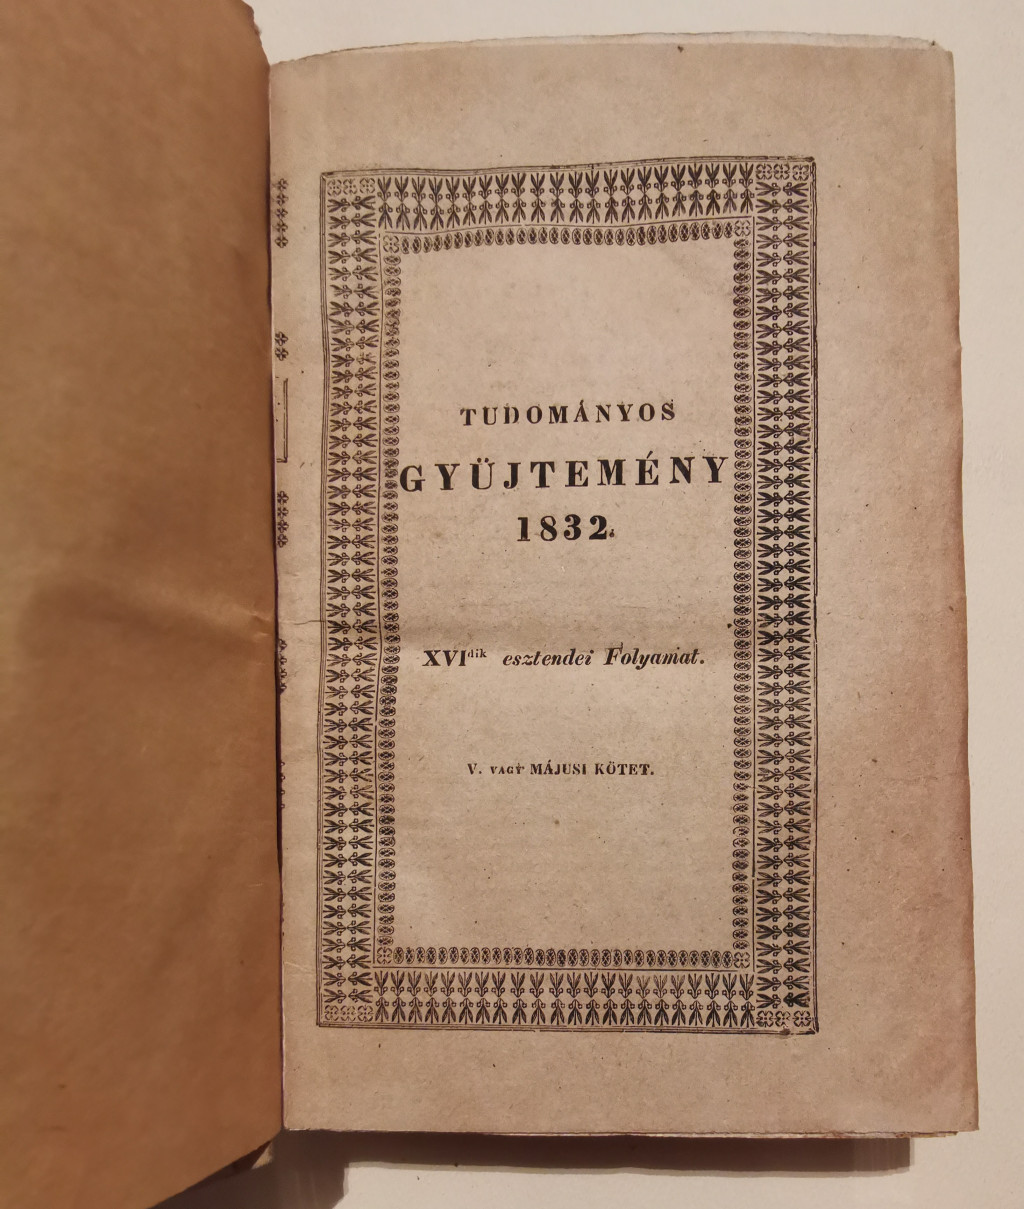 TUDOMÁNYOS
GYÜJTEMÉNY
1832.
XVIdik esztendei Folyamat.
V. VAGY MÁJUSI KÖTET.